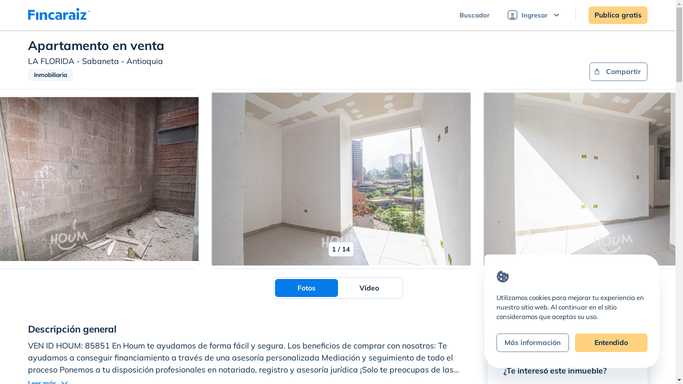 Fincaraiz
Buscador
Ingresar
Publica gratis
Apartamento en venta
LA FLORIDA - Sabaneta - Antioquia
Inmobiliaria
Compartir
HOUM
HOUM
HOUM
1 / 14
Fotos
Video
Descripción general
VEN ID HOUM: 85851 En Houm te ayudamos de forma fácil y segura. Los beneficios de comprar con nosotros: Te
ayudamos a conseguir financiamiento a través de una asesoría personalizada Mediación y seguimiento de todo el
proceso Ponemos a tu disposición profesionales en notariado, registro y asesoría jurídica ¡Solo te preocupas de las...
Leer más
Utilizamos cookies para mejorar tu experiencia en
nuestro sitio web. Al continuar en el sitio
consideramos que aceptas su uso.
Más información
Entendido
¿Te interesó este inmueble?